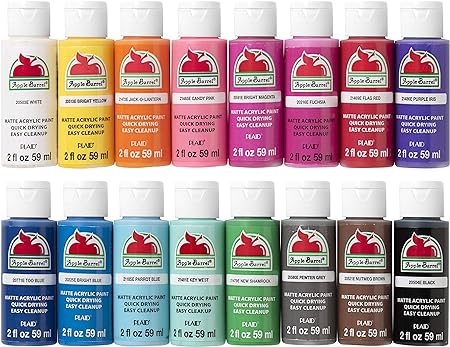 Apple Barrel
20503E WHITE
MATTE ACRYLIC PAINT
QUICK DRYING
EASY CLEANUP
PLAID
2 fl oz 59 ml
Apple Barrel
BRIGHT YELLOW
MATTE ACRYLIC PAINT
QUICK DRYING
EASY CLEANUP
PLAID
2 fl oz 59 ml
Apple Barrel
JACK-O-LANTERN
MATTE ACRYLIC PAINT
QUICK DRYING
EASY CLEANUP
PLAID
2 fl oz 59 ml
Apple Barrel
CANDY PINK
MATTE ACRYLIC PAINT
QUICK DRYING
EASY CLEANUP
PLAID
2 fl oz 59 ml
Apple Barrel
BRIGHT MAGENTA
MATTE ACRYLIC PAINT
QUICK DRYING
EASY CLEANUP
PLAID
2 fl oz 59 ml
Apple Barrel
FUCHSIA
MATTE ACRYLIC PAINT
QUICK DRYING
EASY CLEANUP
PLAID
2 fl oz 59 ml
Apple Barrel
FLAG RED
MATTE ACRYLIC PAINT
QUICK DRYING
EASY CLEANUP
PLAID
2 fl oz 59 ml
Apple Barrel
PURPLE IRIS
MATTE ACRYLIC PAINT
QUICK DRYING
EASY CLEANUP
PLAID
2 fl oz 59 ml
Apple Barrel
TOO BLUE
MATTE ACRYLIC PAINT
QUICK DRYING
EASY CLEANUP
PLAID
2 fl oz 59 ml
Apple Barrel
BRIGHT BLUE
MATTE ACRYLIC PAINT
QUICK DRYING
EASY CLEANUP
PLAID
2 fl oz 59 ml
Apple Barrel
PARROT BLUE
MATTE ACRYLIC PAINT
QUICK DRYING
EASY CLEANUP
PLAID
2 fl oz 59 ml
Apple Barrel
KEY WEST
MATTE ACRYLIC PAINT
QUICK DRYING
EASY CLEANUP
PLAID
2 fl oz 59 ml
Apple Barrel
NEW SHAMROCK
MATTE ACRYLIC PAINT
QUICK DRYING
EASY CLEANUP
PLAID
2 fl oz 59 ml
Apple Barrel
PEWTER GREY
MATTE ACRYLIC PAINT
QUICK DRYING
EASY CLEANUP
PLAID
2 fl oz 59 ml
Apple Barrel
NUTMEG BROWN
MATTE ACRYLIC PAINT
QUICK DRYING
EASY CLEANUP
PLAID
2 fl oz 59 ml
Apple Barrel
20504E BLACK
MATTE ACRYLIC PAINT
QUICK DRYING
EASY CLEANUP
PLAID
2 fl oz 59 ml